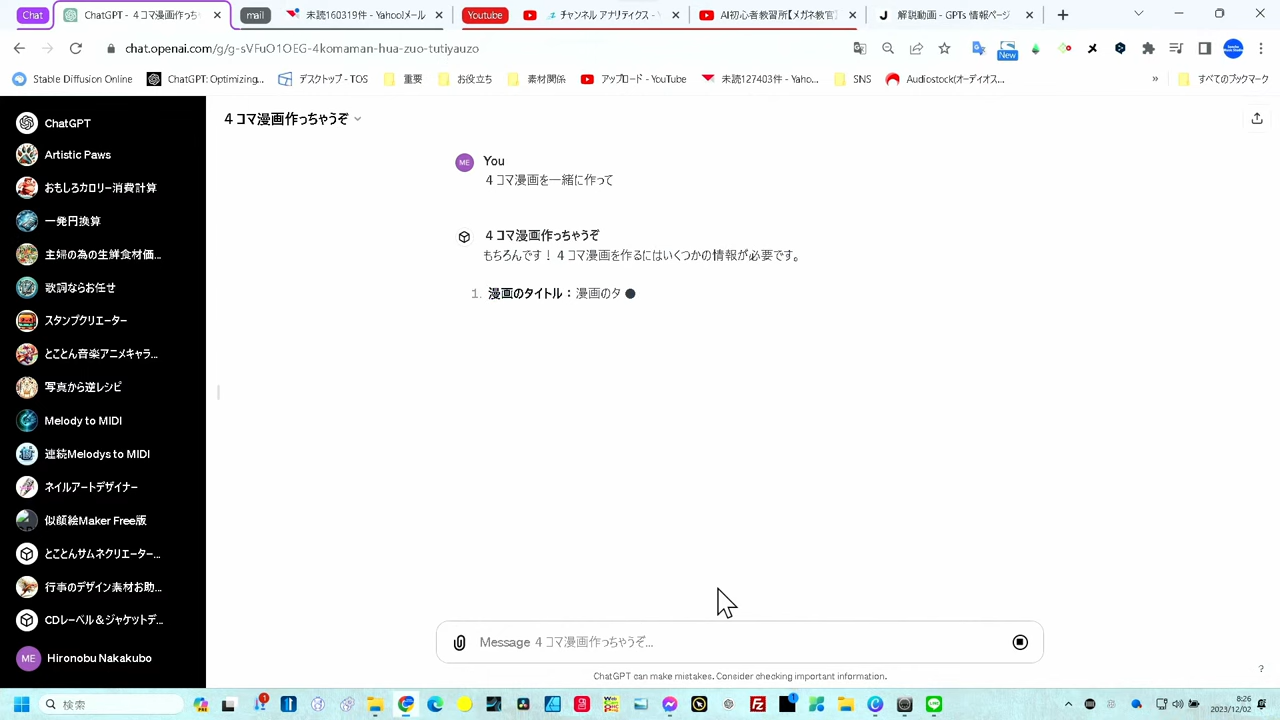 Chat
ChatGPT - 4コマ漫画作っち
mail
未読160319件 - Yahoo!メール
Youtube
チャンネル アナリティクス -
AI初心者教習所【メガネ教官
解説動画 - GPTs 情報ページ
chat.openai.com/g/g-sVFuO1OEC-4komaman-hua-zuo-tutiyauzo
New
Stable Diffusion Online
ChatGPT: Optimizing...
デスクトップ - TOS
重要
お役立ち
素材関係
アップロード - YouTube
未読127403件 - Yaho...
SNS
Audiostock(オーディオス...
すべてのブックマーク
ChatGPT
Artistic Paws
おもしろカロリー消費計算
一発円換算
主婦の為の生鮮食材価...
歌詞ならお任せ
スタンプクリエーター
とことん音楽アニメキャラ...
写真から逆レシピ
Melody to MIDI
連続Melodys to MIDI
ネイルアートデザイナー
似顔絵Maker Free版
とことんサムネクリエーター...
行事のデザイン素材お助...
CDレーベル&ジャケットデ...
ME Hironobu Nakakubo
4コマ漫画作っちゃうぞ
ME You
4コマ漫画を一緒に作って
4コマ漫画作っちゃうぞ
もちろんです!4コマ漫画を作るにはいくつかの情報が必要です。
1. 漫画のタイトル:漫画のタ
Message 4コマ漫画作っちゃうぞ...
ChatGPT can make mistakes. Consider checking important information.
?
検索
8:26
2023/12/02